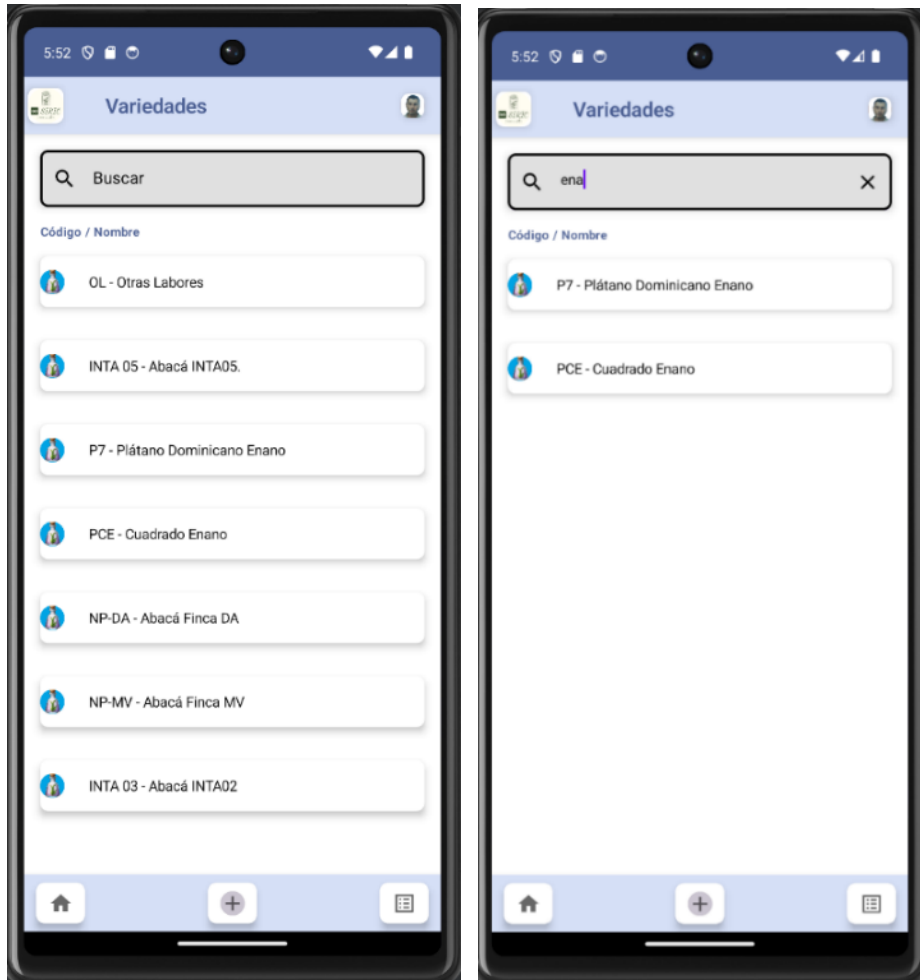 5:52
Variedades
Buscar
Código / Nombre
OL - Otras Labores
INTA 05 - Abacá INTA05.
P7 - Plátano Dominicano Enano
PCE - Cuadrado Enano
NP-DA - Abacá Finca DA
NP-MV - Abacá Finca MV
INTA 03 - Abacá INTA02
5:52
Variedades
ena
Código / Nombre
P7 - Plátano Dominicano Enano
PCE - Cuadrado Enano